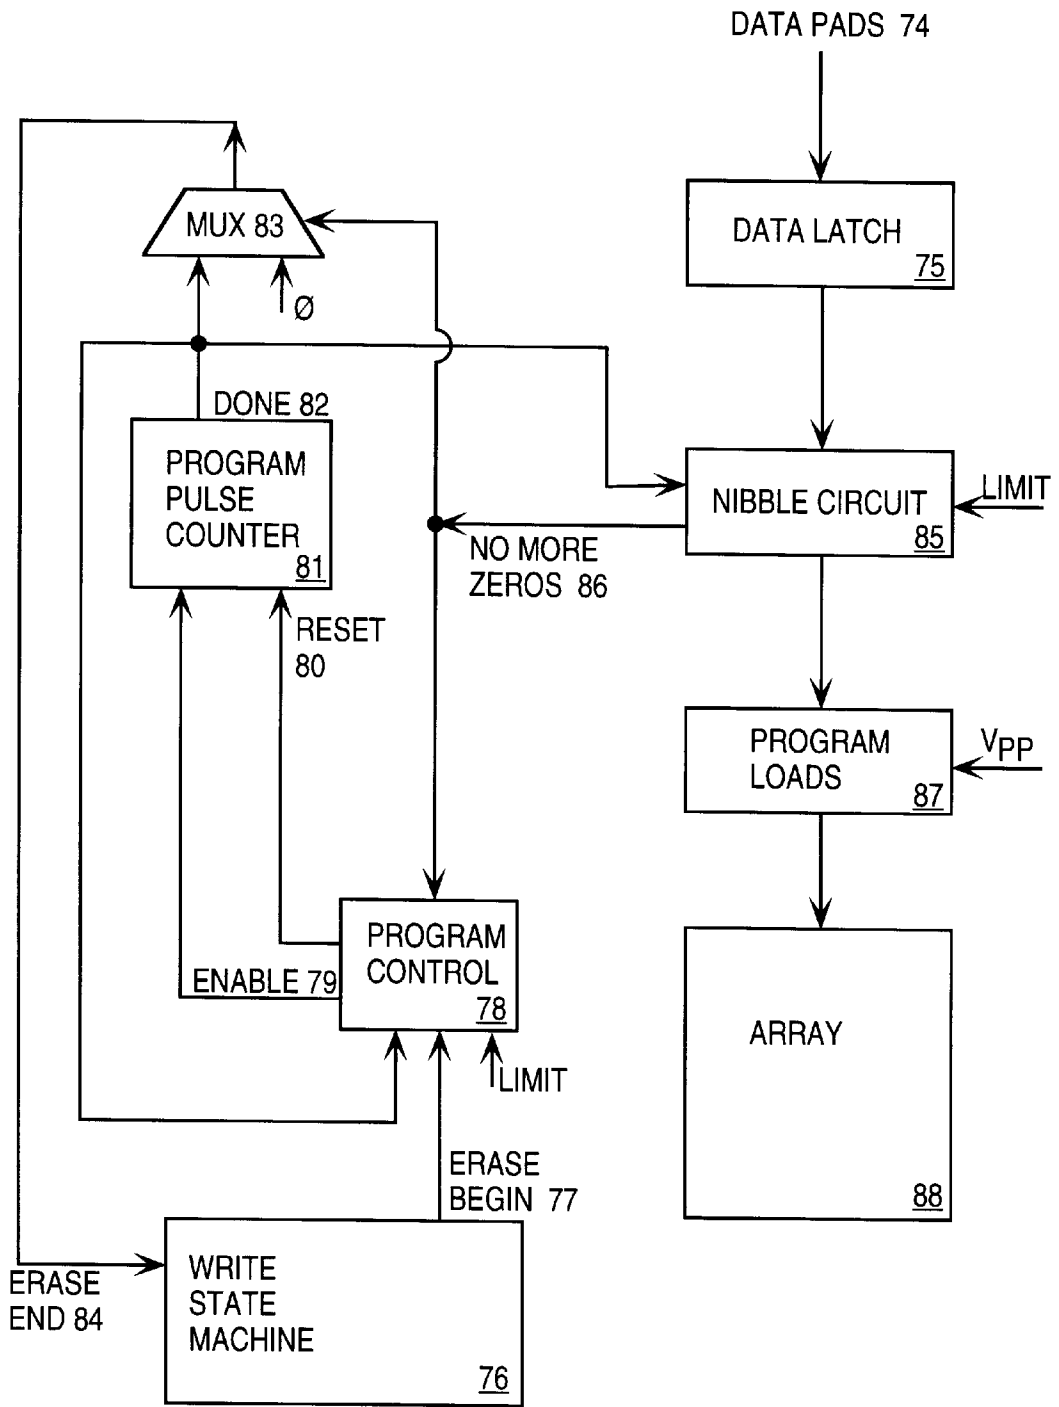 DATA PADS 74
MUX 83
DATA LATCH
75
Ø
DONE 82
PROGRAM
PULSE
COUNTER
81
NIBBLE CIRCUIT
85
LIMIT
NO MORE
ZEROS 86
RESET
80
PROGRAM
LOADS
87
VPP
PROGRAM
CONTROL
78
ENABLE 79
LIMIT
ARRAY
88
ERASE
BEGIN 77
ERASE
END 84
WRITE
STATE
MACHINE
76